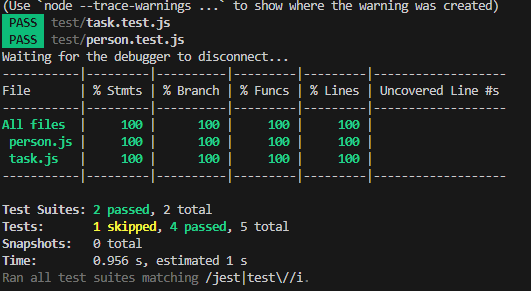 (Use `node --trace-warnings ...` to show where the warning was created)
PASS test/task.test.js
PASS test/person.test.js
Waiting for the debugger to disconnect...
-----------|---------|----------|---------|---------|-------------------
File       | % Stmts | % Branch | % Funcs | % Lines | Uncovered Line #s
-----------|---------|----------|---------|---------|-------------------
All files  |     100 |      100 |     100 |     100 |
 person.js |     100 |      100 |     100 |     100 |
 task.js   |     100 |      100 |     100 |     100 |
-----------|---------|----------|---------|---------|-------------------
Test Suites: 2 passed, 2 total
Tests:       1 skipped, 4 passed, 5 total
Snapshots:   0 total
Time:        0.956 s, estimated 1 s
Ran all test suites matching /jest|test\//i.